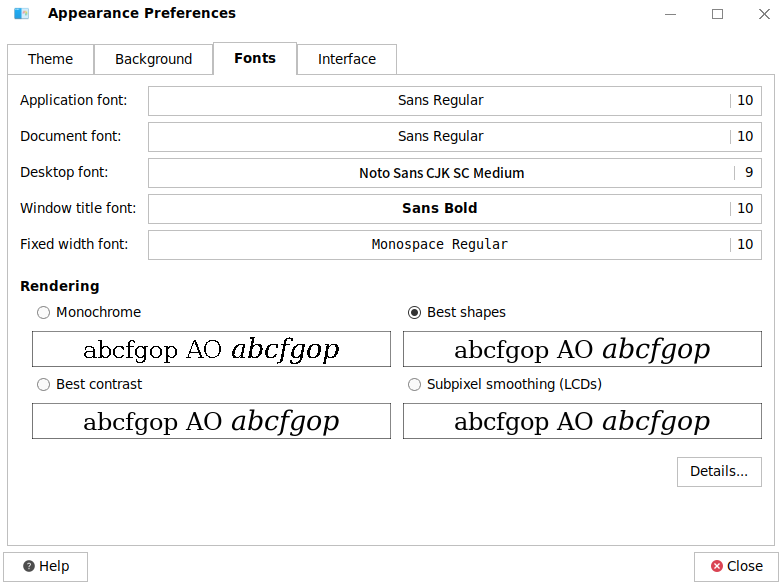 Appearance Preferences
Theme Background Fonts Interface
Application font: Sans Regular 10
Document font: Sans Regular 10
Desktop font: Noto Sans CJK SC Medium 9
Window title font: Sans Bold 10
Fixed width font: Monospace Regular 10
Rendering
Monochrome Best shapes
abcfgop AO abcfgop abcfgop AO abcfgop
Best contrast Subpixel smoothing (LCDs)
abcfgop AO abcfgop abcfgop AO abcfgop
Details...
Help Close